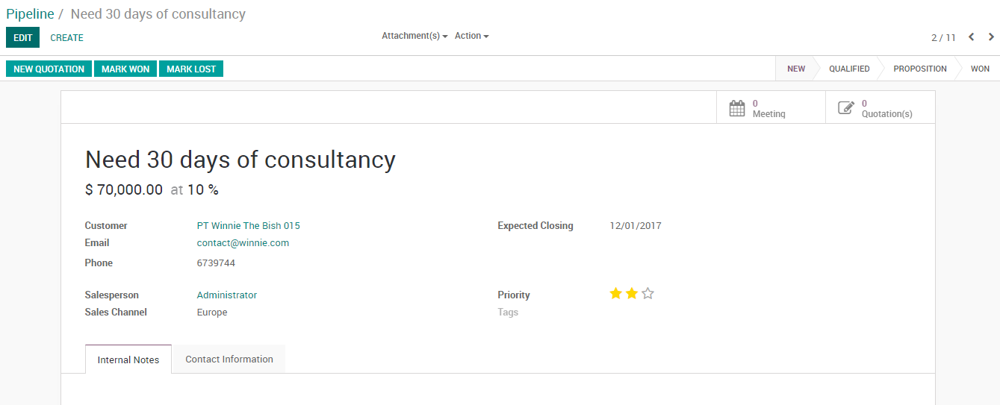 Pipeline / Need 30 days of consultancy
EDIT CREATE Attachment(s) Action 2 / 11
NEW QUOTATION MARK WON MARK LOST NEW QUALIFIED PROPOSITION WON
0 Meeting 0 Quotation(s)
Need 30 days of consultancy
$ 70,000.00 at 10 %
Customer PT Winnie The Bish 015 Expected Closing 12/01/2017
Email contact@winnie.com
Phone 6739744
Salesperson Administrator Priority
Sales Channel Europe Tags
Internal Notes Contact Information